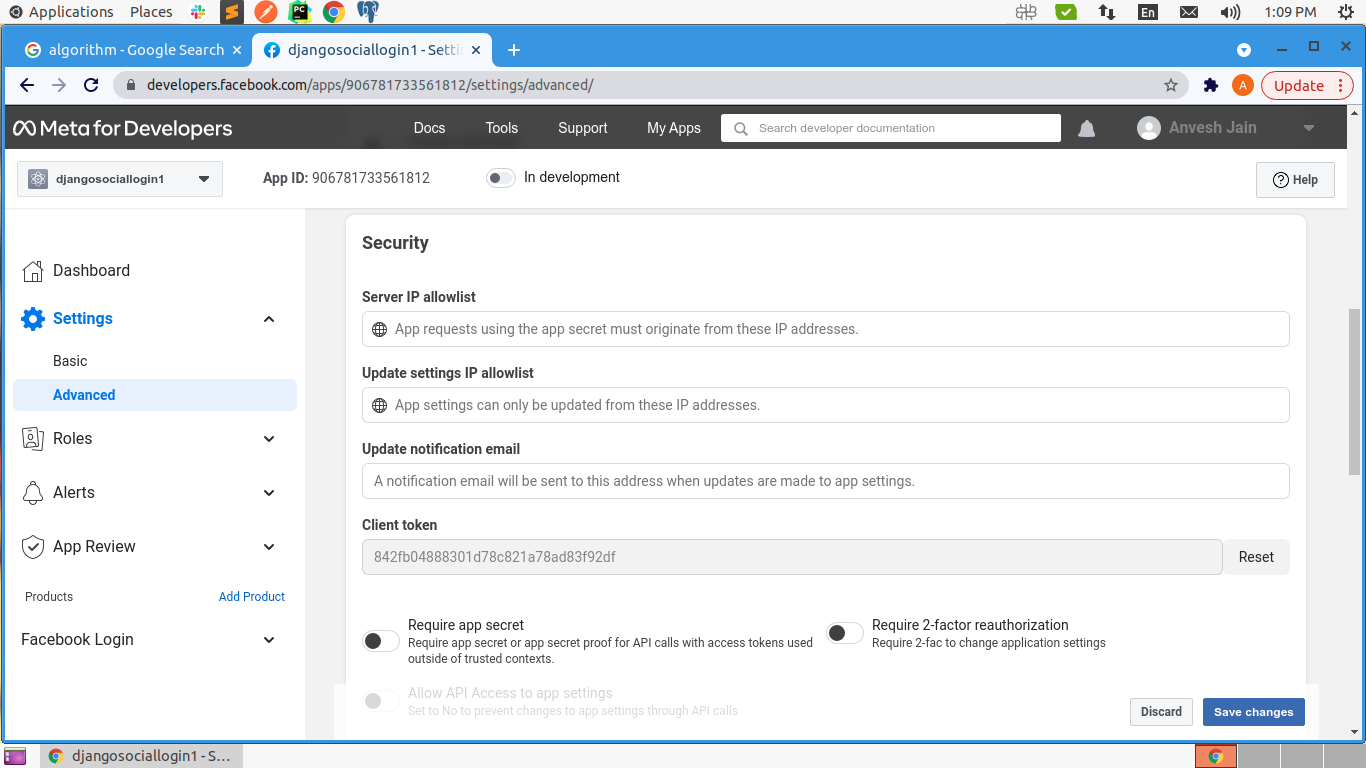 Applications Places En 1:09 PM
algorithm - Google Search djangosociallogin1 - Setti
developers.facebook.com/apps/906781733561812/settings/advanced/ A Update
Meta for Developers Docs Tools Support My Apps Search developer documentation Anvesh Jain
djangosociallogin1 App ID: 906781733561812 In development Help
Dashboard
Settings
Basic
Advanced
Roles
Alerts
App Review
Products Add Product
Facebook Login
Security
Server IP allowlist
App requests using the app secret must originate from these IP addresses.
Update settings IP allowlist
App settings can only be updated from these IP addresses.
Update notification email
A notification email will be sent to this address when updates are made to app settings.
Client token
842fb04888301d78c821a78ad83f92df Reset
Require app secret
Require app secret or app secret proof for API calls with access tokens used
outside of trusted contexts.
Require 2-factor reauthorization
Require 2-fac to change application settings
Allow API Access to app settings
Set to No to prevent changes to app settings through API calls
Discard Save changes
djangosociallogin1 - S...